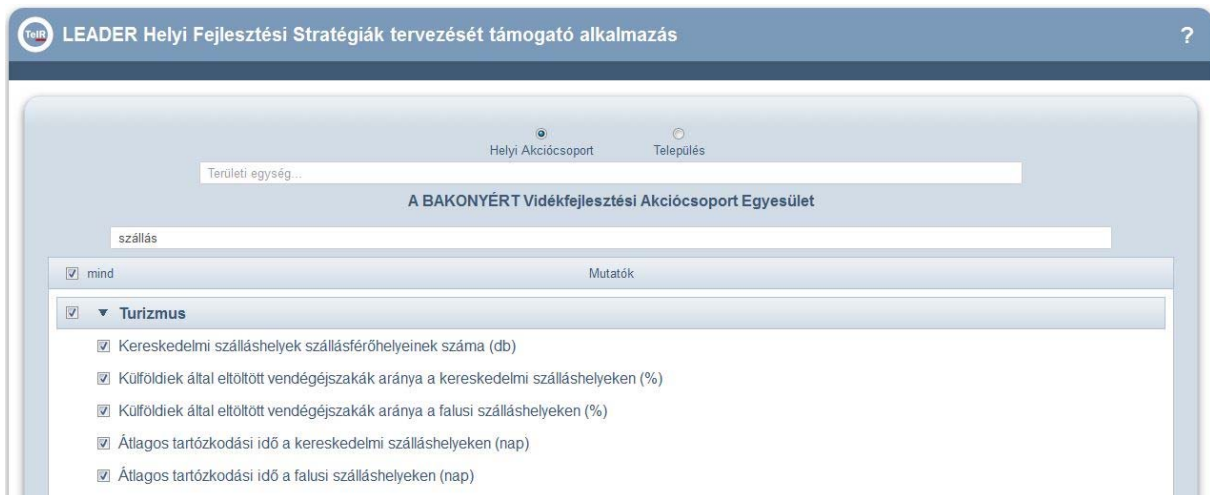 TeIR LEADER Helyi Fejlesztési Stratégiák tervezését támogató alkalmazás ?
Helyi Akciócsoport Település
Területi egység...
A BAKONYÉRT Vidékfejlesztési Akciócsoport Egyesület
szállás
mind Mutatók
Turizmus
Kereskedelmi szálláshelyek szállásférőhelyeinek száma (db)
Külföldiek által eltöltött vendégéjszakák aránya a kereskedelmi szálláshelyeken (%)
Külföldiek által eltöltött vendégéjszakák aránya a falusi szálláshelyeken (%)
Átlagos tartózkodási idő a kereskedelmi szálláshelyeken (nap)
Átlagos tartózkodási idő a falusi szálláshelyeken (nap)